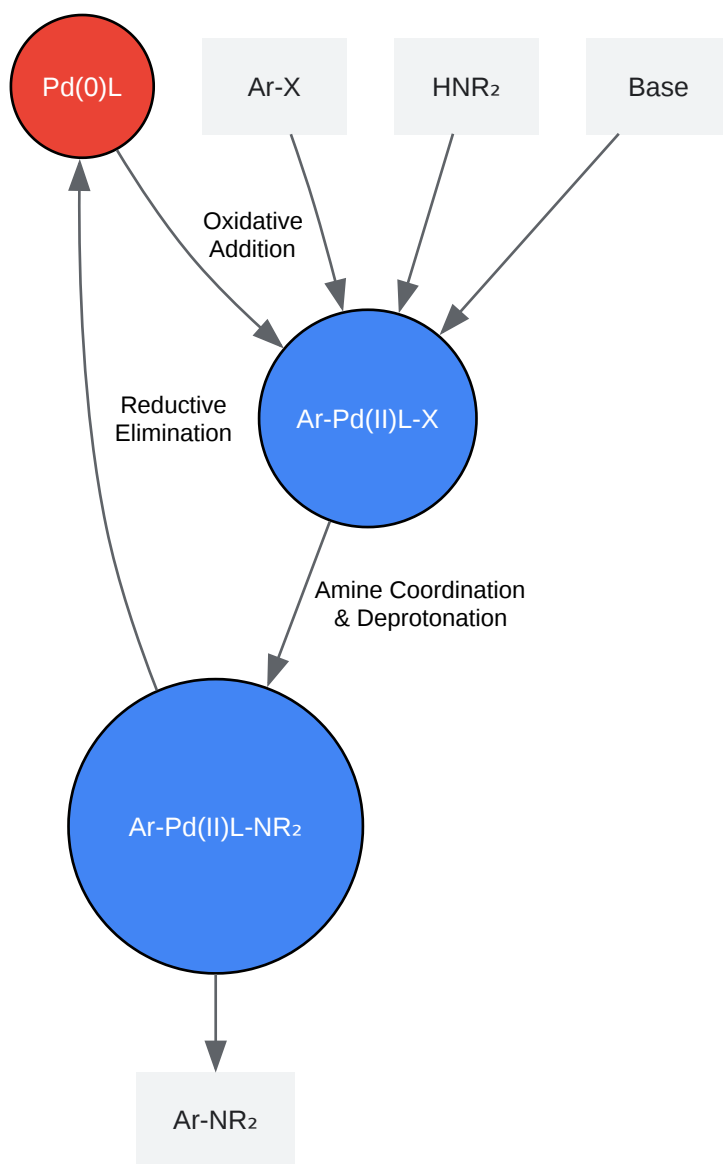 Pd(0)L
Ar-X
HNR₂
Base
Oxidative
Addition
Reductive
Elimination
Ar-Pd(II)L-X
Amine Coordination
& Deprotonation
Ar-Pd(II)L-NR₂
Ar-NR₂